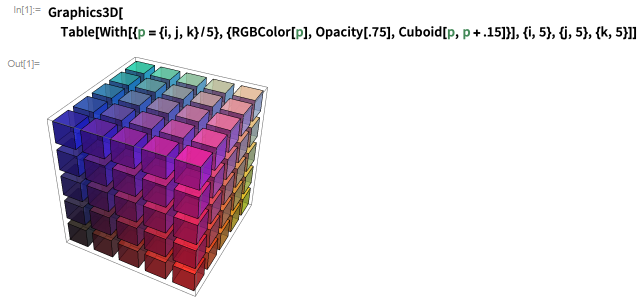 In[1]:= Graphics3D[
Table[With[{p = {i, j, k}/5}, {RGBColor[p], Opacity[.75], Cuboid[p, p + .15]}], {i, 5}, {j, 5}, {k, 5}]]
Out[1]=